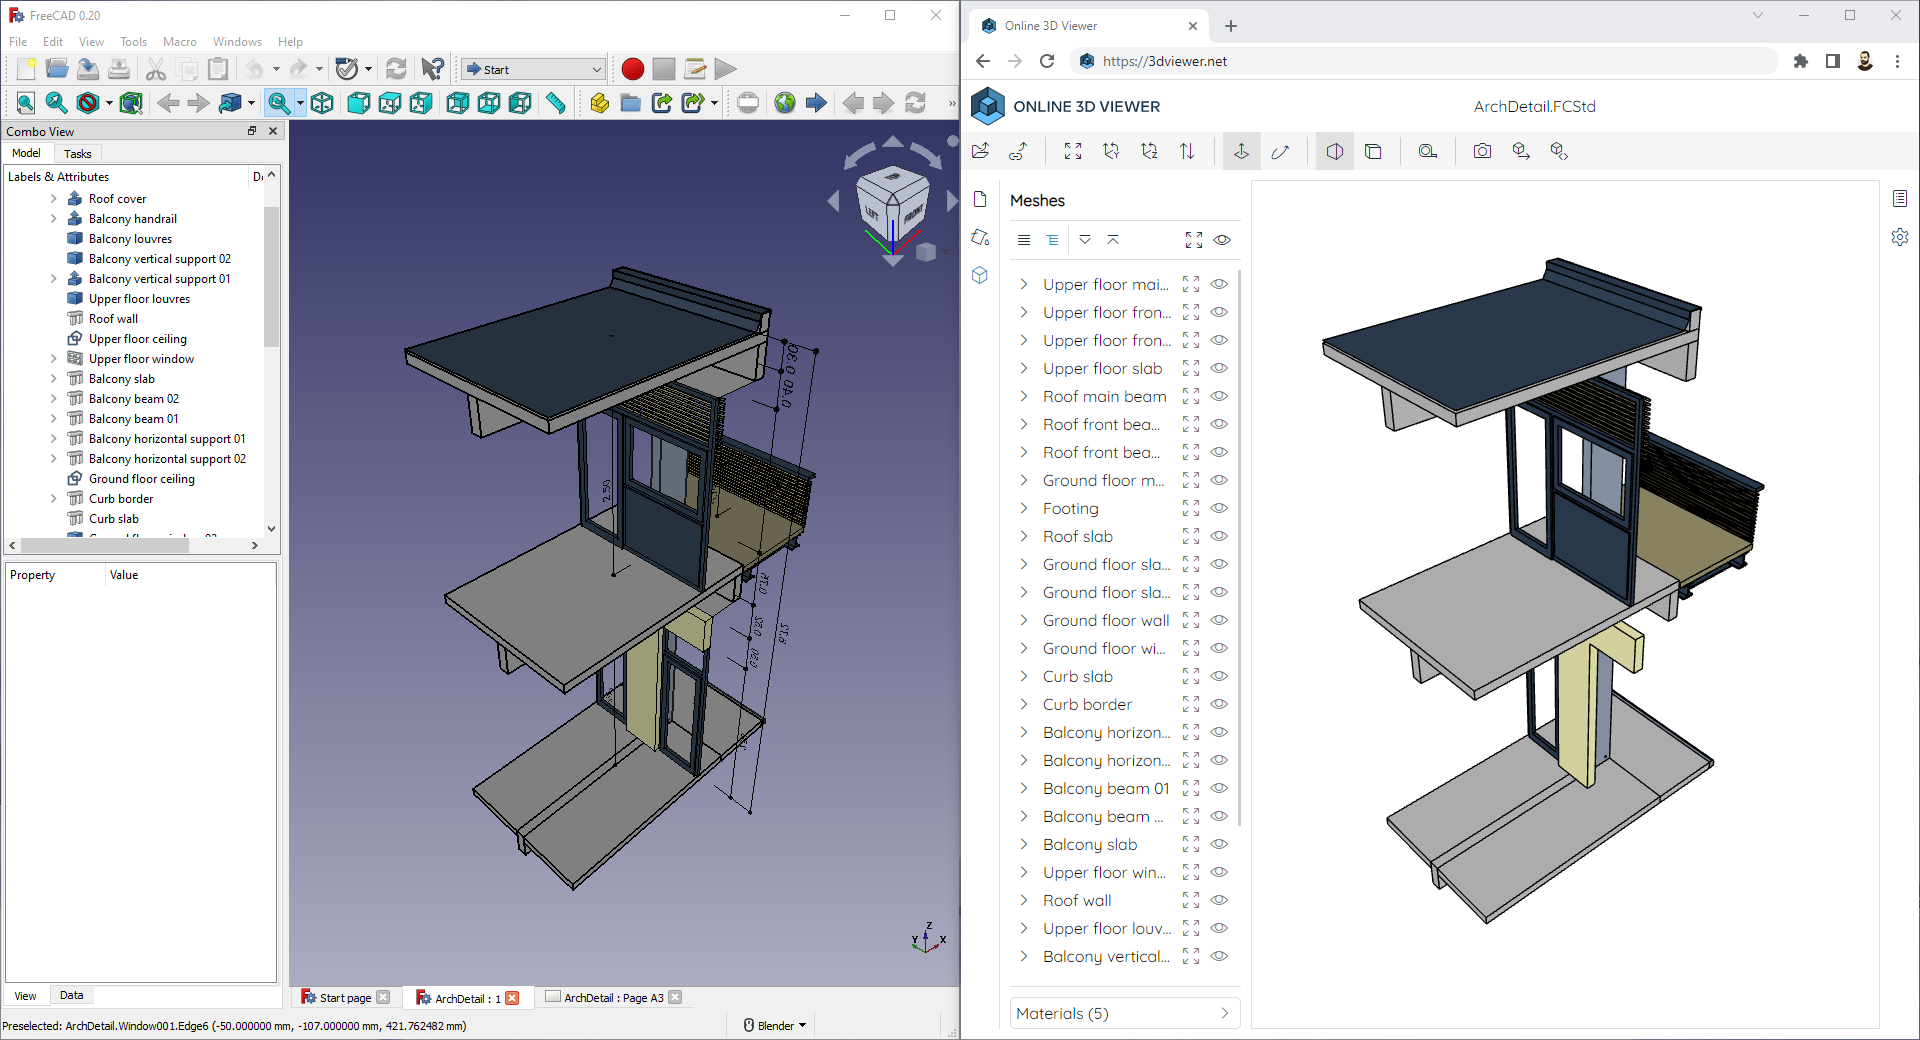 FreeCAD 0.20
File Edit View Tools Macro Windows Help
Start
Combo View
Model Tasks
Labels & Attributes
Roof cover
Balcony handrail
Balcony louvres
Balcony vertical support 02
Balcony vertical support 01
Upper floor louvres
Roof wall
Upper floor ceiling
Upper floor window
Balcony slab
Balcony beam 02
Balcony beam 01
Balcony horizontal support 01
Balcony horizontal support 02
Ground floor ceiling
Curb border
Curb slab
Property Value
View Data
LEFT FRONT
0.30
0.40
2.50
Z
Y X
Start page
ArchDetail : 1
ArchDetail : Page A3
Preselected: ArchDetail.Window001.Edge6 (-50.000000 mm, -107.000000 mm, 421.762482 mm)
Blender
Online 3D Viewer
https://3dviewer.net
ONLINE 3D VIEWER
ArchDetail.FCStd
Meshes
Upper floor mai...
Upper floor fron...
Upper floor fron...
Upper floor slab
Roof main beam
Roof front bea...
Roof front bea...
Ground floor m...
Footing
Roof slab
Ground floor sla...
Ground floor sla...
Ground floor wall
Ground floor wi...
Curb slab
Curb border
Balcony horizon...
Balcony horizon...
Balcony beam 01
Balcony beam ...
Balcony slab
Upper floor win...
Roof wall
Upper floor louv...
Balcony vertical...
Materials (5)